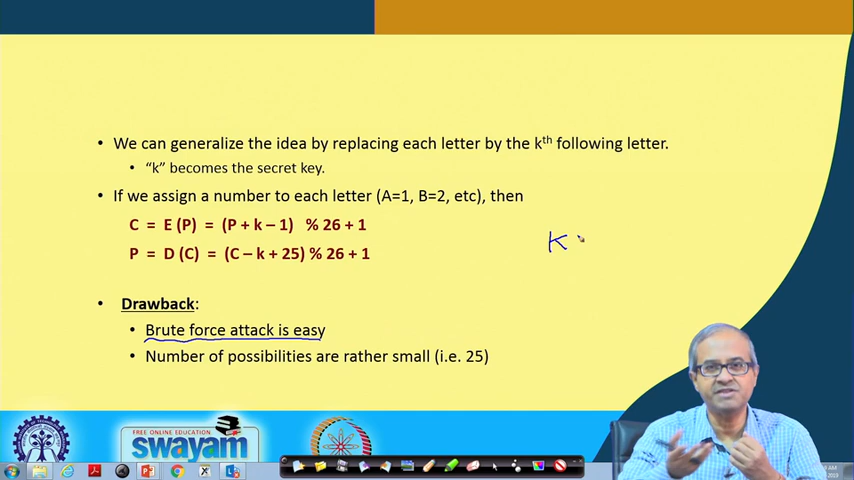 • We can generalize the idea by replacing each letter by the kth following letter.
• “k” becomes the secret key.
• If we assign a number to each letter (A=1, B=2, etc), then
C = E (P) = (P + k – 1) % 26 + 1
P = D (C) = (C – k + 25) % 26 + 1
K
• Drawback:
• Brute force attack is easy
• Number of possibilities are rather small (i.e. 25)
FREE ONLINE EDUCATION
swayam